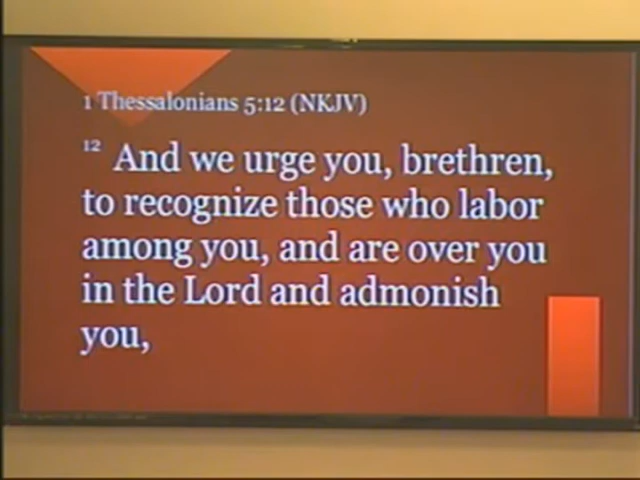 1 Thessalonians 5:12 (NKJV)
12 And we urge you, brethren,
to recognize those who labor
among you, and are over you
in the Lord and admonish
you,